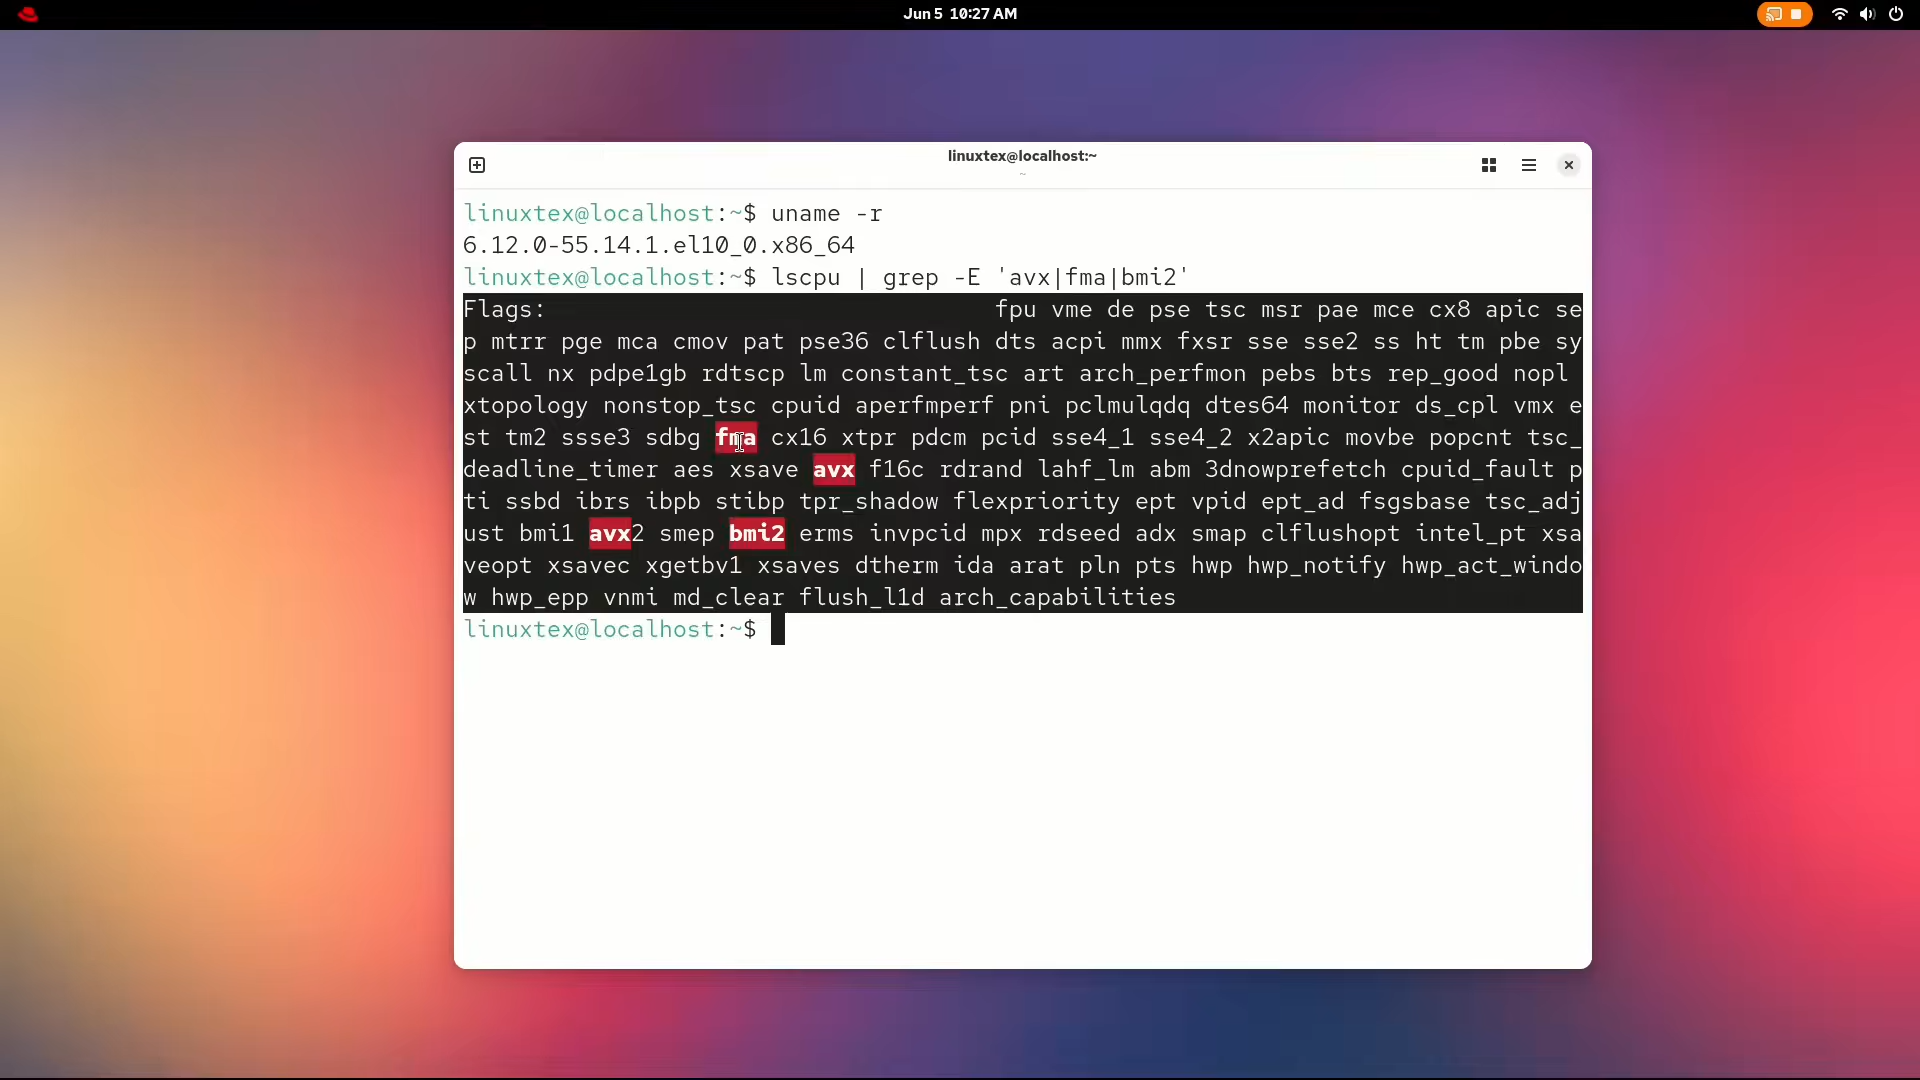 Jun 5 10:27 AM
linuxtex@localhost:~
~
linuxtex@localhost:~$ uname -r
6.12.0-55.14.1.el10_0.x86_64
linuxtex@localhost:~$ lscpu | grep -E 'avx|fma|bmi2'
Flags: fpu vme de pse tsc msr pae mce cx8 apic se
p mtrr pge mca cmov pat pse36 clflush dts acpi mmx fxsr sse sse2 ss ht tm pbe sy
scall nx pdpe1gb rdtscp lm constant_tsc art arch_perfmon pebs bts rep_good nopl
xtopology nonstop_tsc cpuid aperfmperf pni pclmulqdq dtes64 monitor ds_cpl vmx e
st tm2 ssse3 sdbg fma cx16 xtpr pdcm pcid sse4_1 sse4_2 x2apic movbe popcnt tsc_
deadline_timer aes xsave avx f16c rdrand lahf_lm abm 3dnowprefetch cpuid_fault p
ti ssbd ibrs ibpb stibp tpr_shadow flexpriority ept vpid ept_ad fsgsbase tsc_adj
ust bmi1 avx2 smep bmi2 erms invpcid mpx rdseed adx smap clflushopt intel_pt xsa
veopt xsavec xgetbv1 xsaves dtherm ida arat pln pts hwp hwp_notify hwp_act_windo
w hwp_epp vnmi md_clear flush_l1d arch_capabilities
linuxtex@localhost:~$